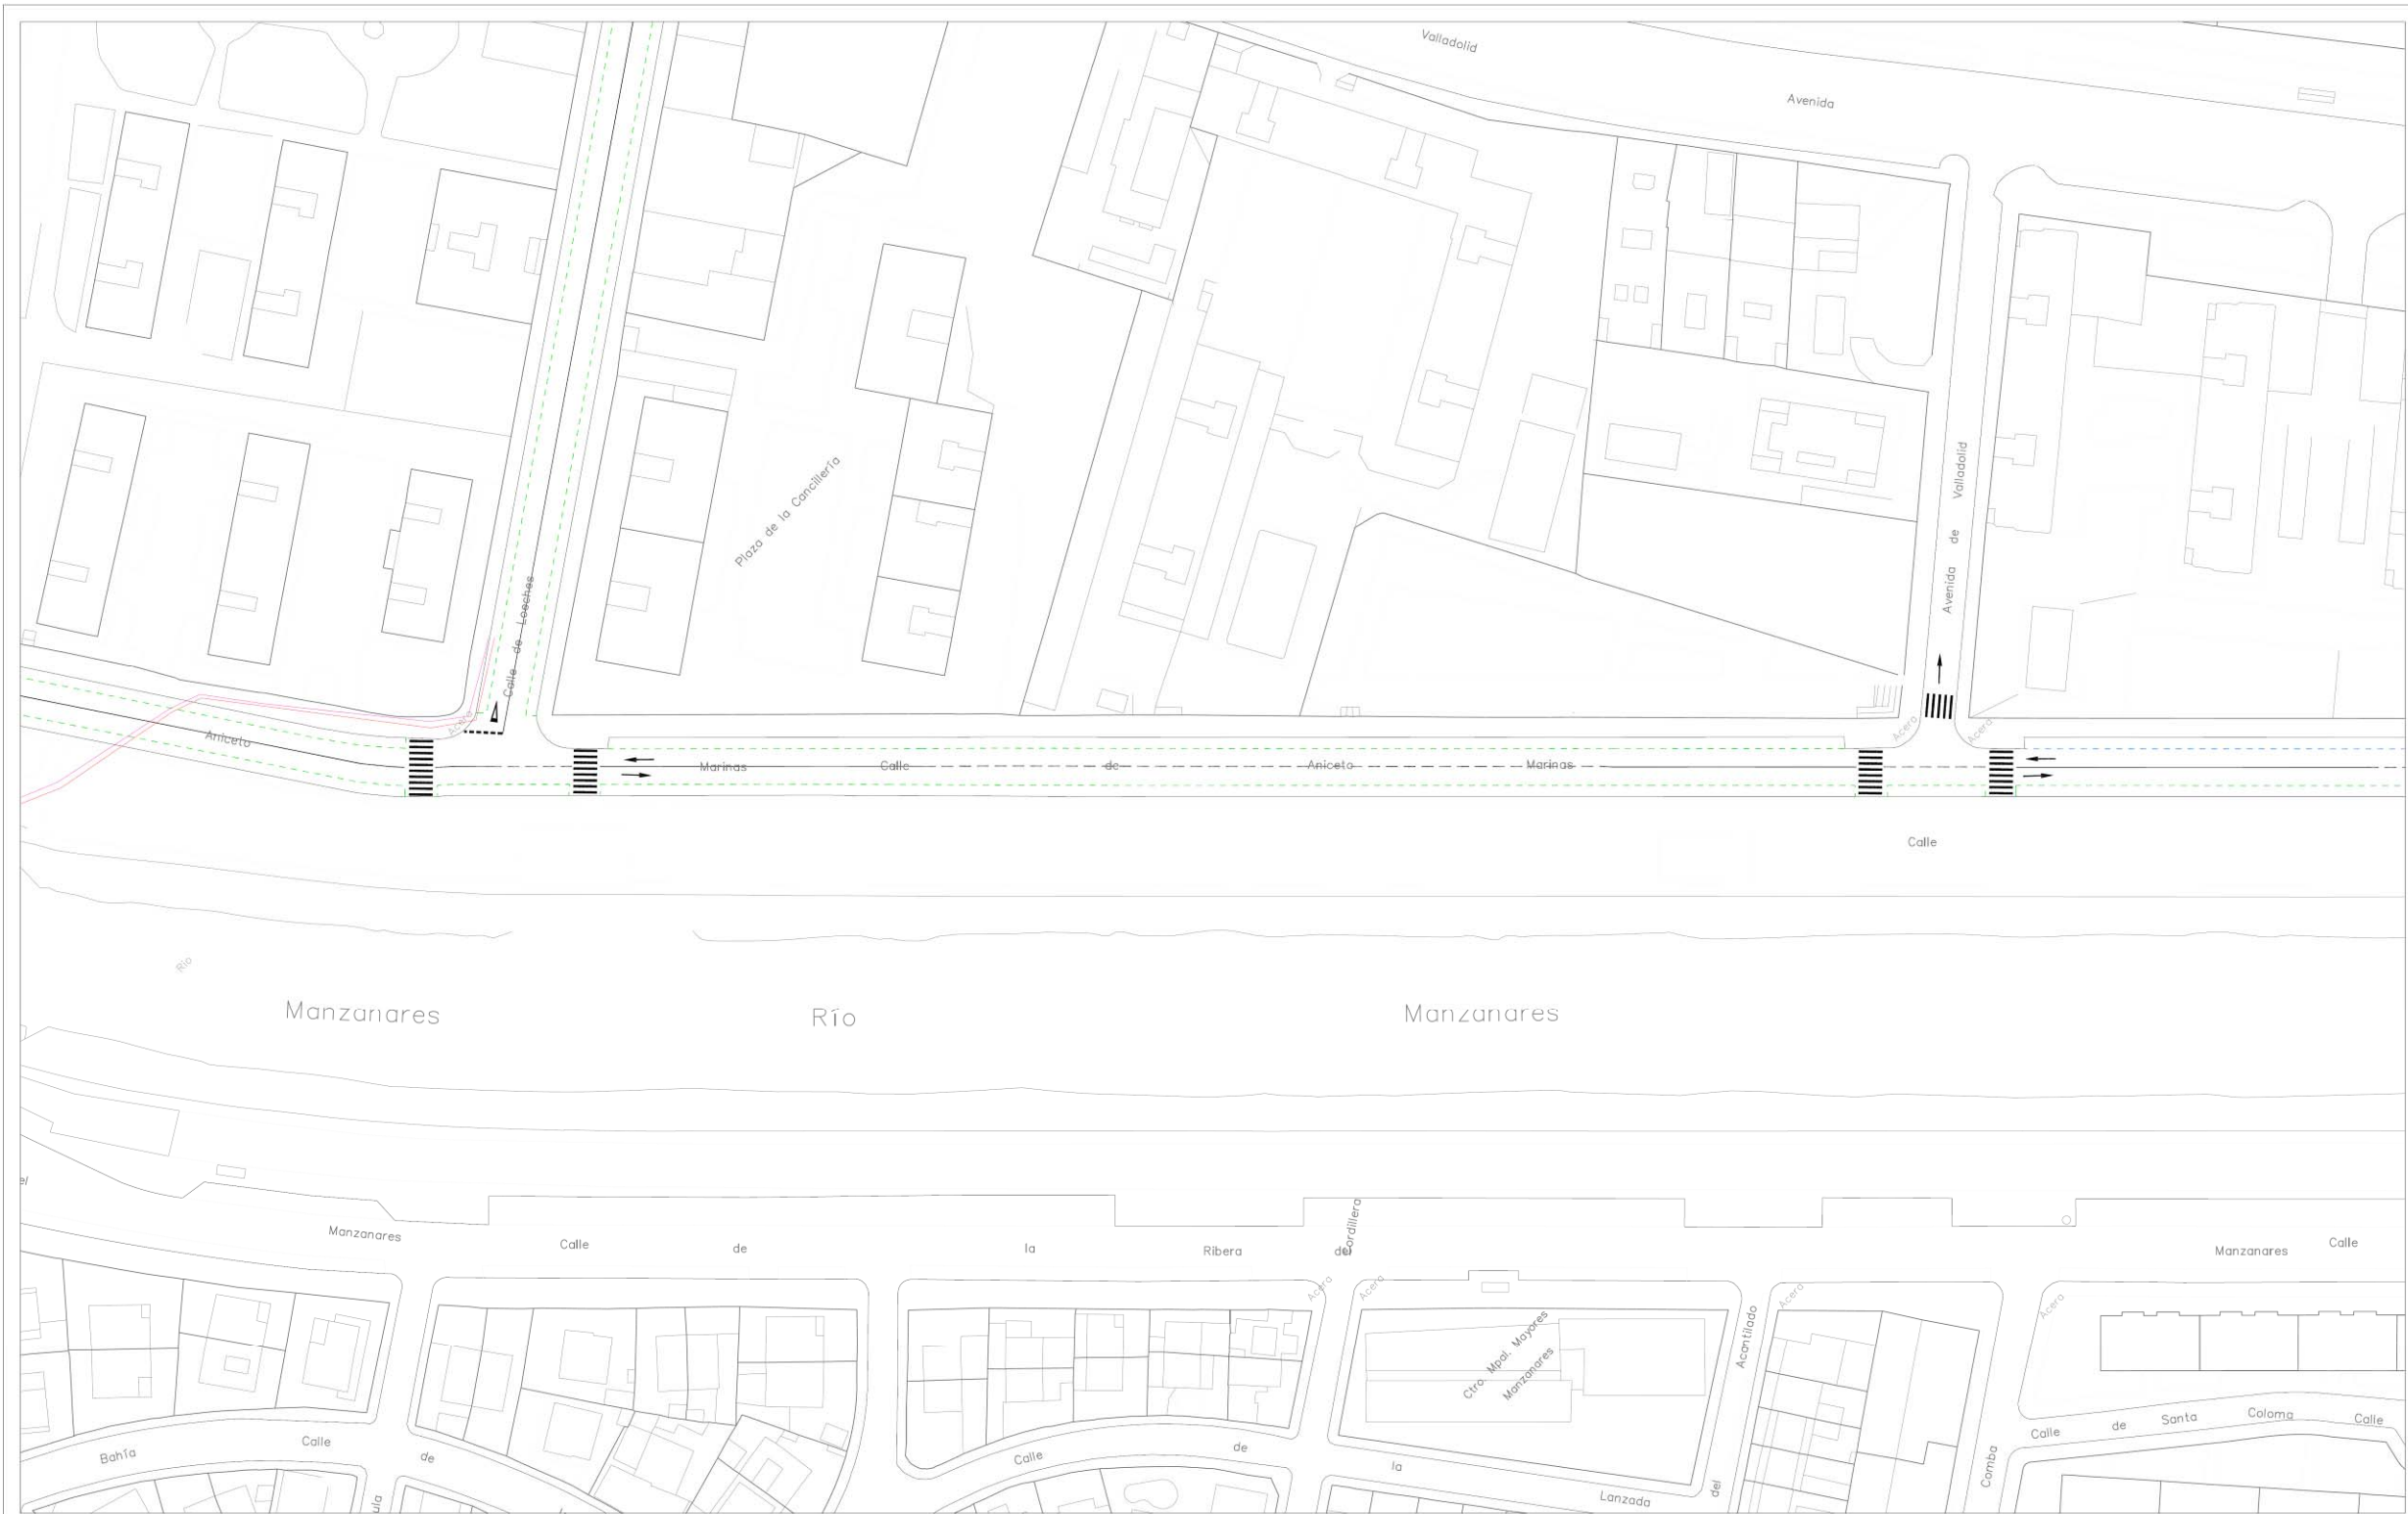 Valladolid
Avenida
Avenida de Valladolid
Plaza de la Cancillería
Calle de Loeches
Acera
Acera
Acera
Aniceto
Marinas
Calle
de
Aniceto
Marinas
Calle
Río
Manzanares
Río
Manzanares
el
Manzanares
Calle
de
la
Ribera
del
Cordillera
Manzanares
Calle
Acera
Acera
Acera
Acera
Ctro. Mpal. Mayores
Manzanares
Acantilado
del
Bahía
Calle
de
Calle
de
la
Lanzada
Comba
Calle
de
Santa
Coloma
Calle
ula